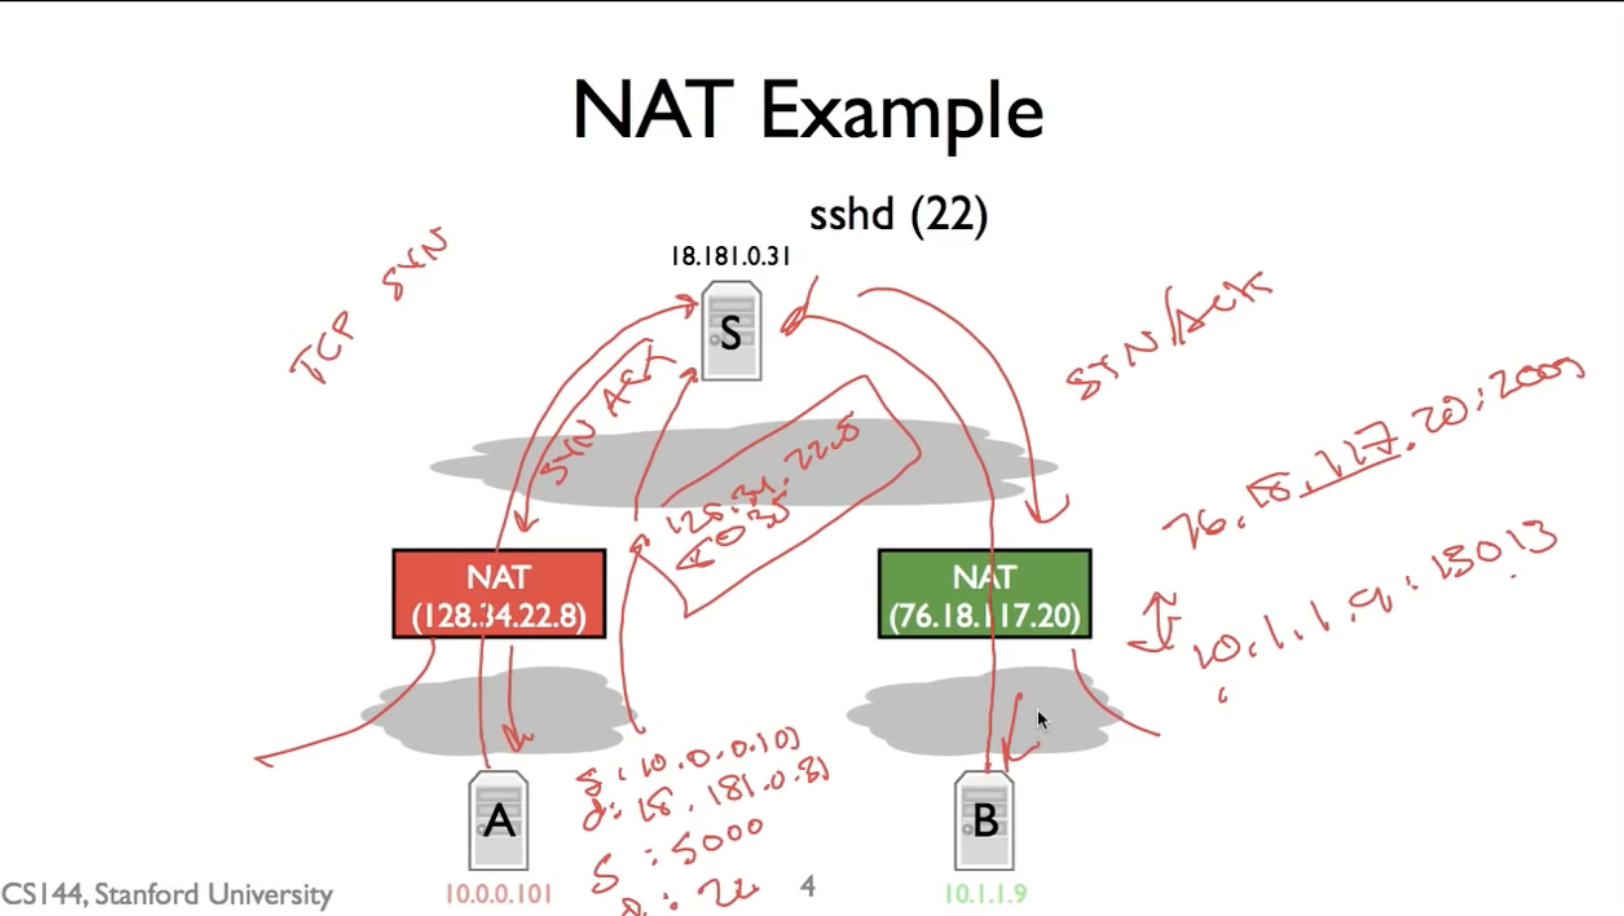 NAT Example
sshd (22)
18.181.0.31
TCP SYN
S
SYN/ACK
SYN ACK
128.34.22.8
76.18.117.20:
10.1.1.9:
NAT
(128.34.22.8)
NAT
(76.18.117.20)
s: 10.0.0.101
d: 18.181.0.31
S: 5000
: 22
A
B
10.0.0.101
10.1.1.9
CS144, Stanford University
4